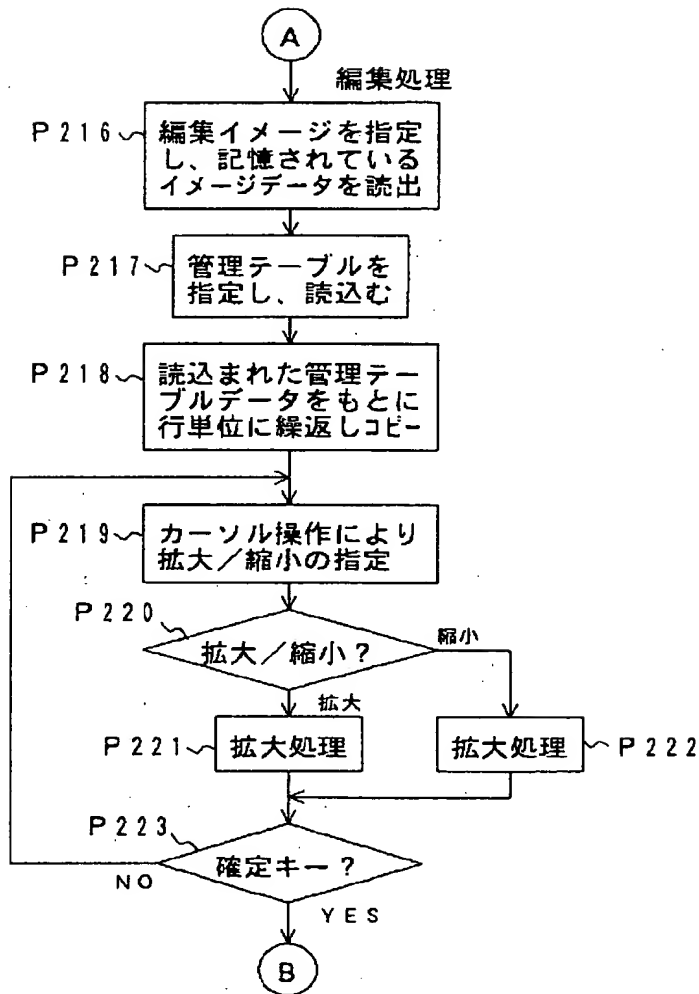 A
編集処理
P216
編集イメージを指定
し、記憶されている
イメージデータを読出
P217
管理テーブルを
指定し、読込む
P218
読込まれた管理テー
ブルデータをもとに
行単位に繰返しコピー
P219
カーソル操作により
拡大／縮小の指定
P220
拡大／縮小？
縮小
拡大
P221
拡大処理
拡大処理
P222
P223
確定キー？
NO
YES
B